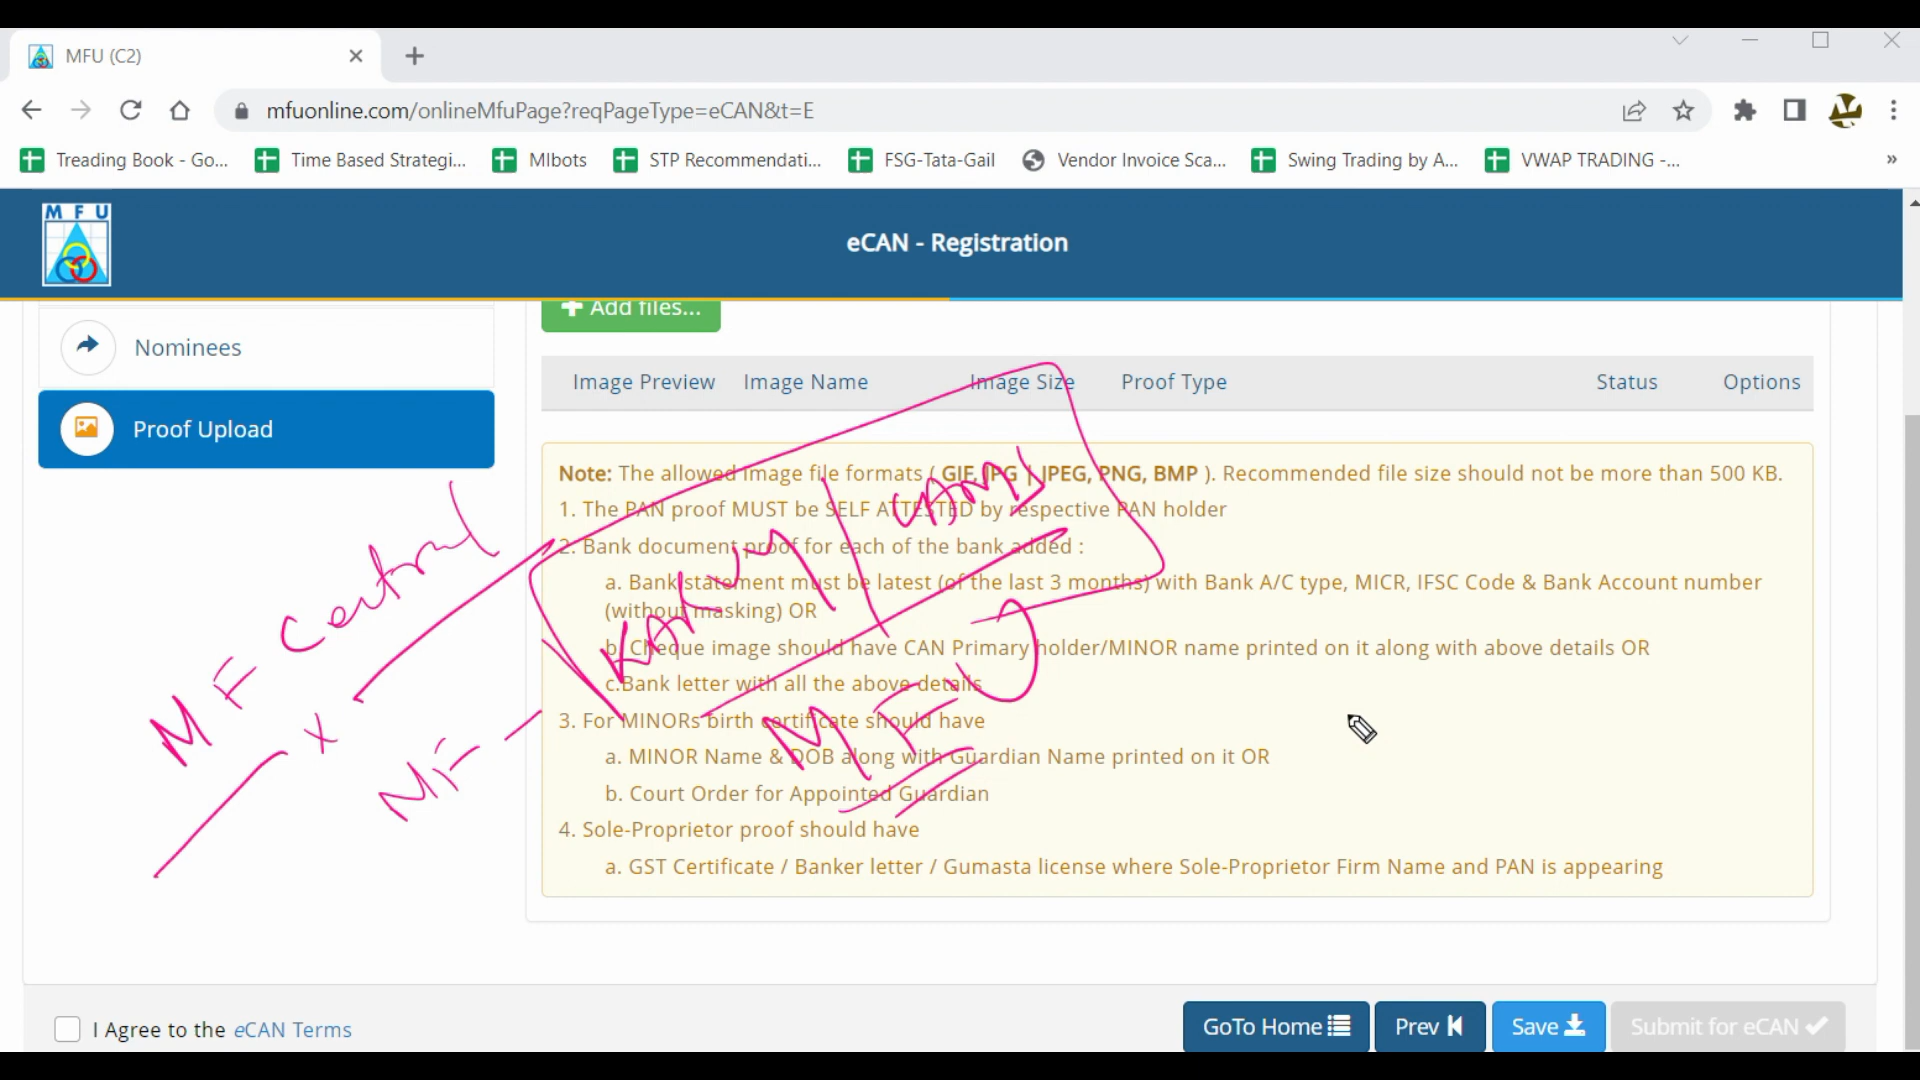 MFU (C2)
mfuonline.com/onlineMfuPage?reqPageType=eCAN&t=E
Treading Book - Go... Time Based Strategi... MIbots STP Recommendati... FSG-Tata-Gail Vendor Invoice Sca... Swing Trading by A... VWAP TRADING -... »
MFU
eCAN - Registration
Add files...
Nominees
Image Preview Image Name Image Size Proof Type Status Options
Proof Upload
Note: The allowed image file formats ( GIF, JPG | JPEG, PNG, BMP ). Recommended file size should not be more than 500 KB.
1. The PAN proof MUST be SELF ATTESTED by respective PAN holder
2. Bank document proof for each of the bank added :
a. Bank statement must be latest (of the last 3 months) with Bank A/C type, MICR, IFSC Code & Bank Account number
(without masking) OR
b. Cheque image should have CAN Primary holder/MINOR name printed on it along with above details OR
c.Bank letter with all the above details
3. For MINORs birth certificate should have
a. MINOR Name & DOB along with Guardian Name printed on it OR
b. Court Order for Appointed Guardian
4. Sole-Proprietor proof should have
a. GST Certificate / Banker letter / Gumasta license where Sole-Proprietor Firm Name and PAN is appearing
KARVY / CAMS
MFU
MF Central
x
MF -
I Agree to the eCAN Terms
GoTo Home Prev Save Submit for eCAN